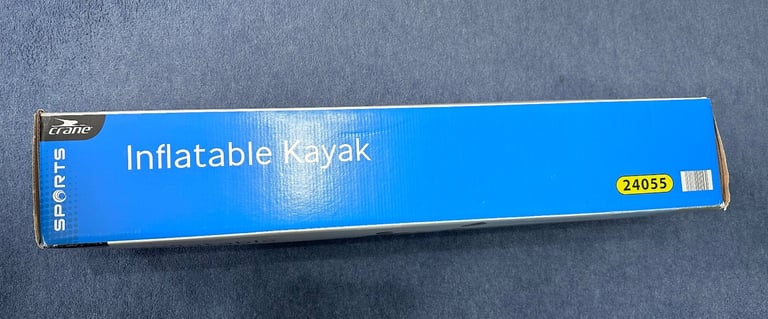 crane
SPORTS
Inflatable Kayak
24055